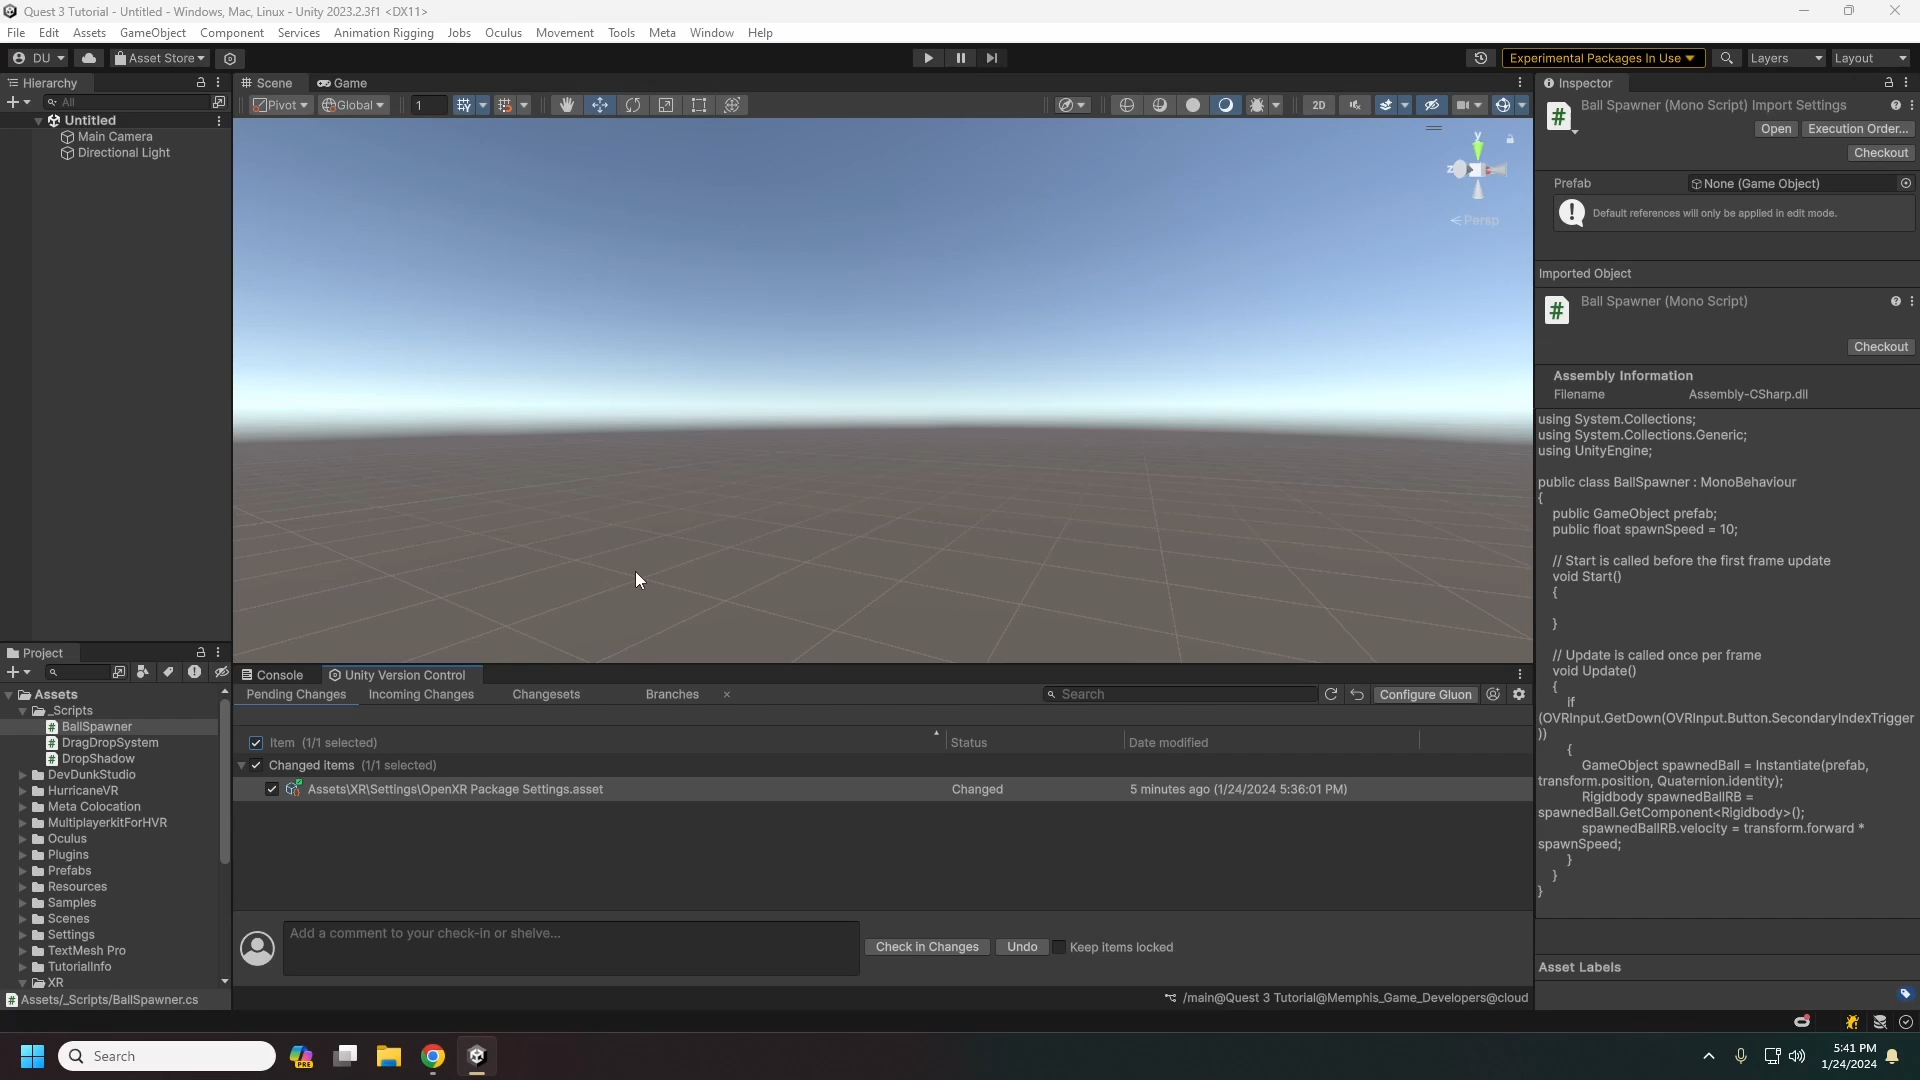 Quest 3 Tutorial - Untitled - Windows, Mac, Linux - Unity 2023.2.3f1 <DX11>
File Edit Assets GameObject Component Services Animation Rigging Jobs Oculus Movement Tools Meta Window Help
DU Asset Store Experimental Packages In Use Layers Layout
Hierarchy
All
Untitled
Main Camera
Directional Light
Scene Game
Pivot Global 1 2D
y
z
Persp
Inspector
Ball Spawner (Mono Script) Import Settings
Open Execution Order...
Checkout
Prefab None (Game Object)
Default references will only be applied in edit mode.
Imported Object
Ball Spawner (Mono Script)
Checkout
Assembly Information
Filename Assembly-CSharp.dll
using System.Collections;
using System.Collections.Generic;
using UnityEngine;
public class BallSpawner : MonoBehaviour
{
public GameObject prefab;
public float spawnSpeed = 10;
// Start is called before the first frame update
void Start()
{
}
// Update is called once per frame
void Update()
{
if
(OVRInput.GetDown(OVRInput.Button.SecondaryIndexTrigger
))
{
GameObject spawnedBall = Instantiate(prefab,
transform.position, Quaternion.identity);
Rigidbody spawnedBallRB =
spawnedBall.GetComponent<Rigidbody>();
spawnedBallRB.velocity = transform.forward *
spawnSpeed;
}
}
}
Asset Labels
Project
Assets
_Scripts
BallSpawner
DragDropSystem
DropShadow
DevDunkStudio
HurricaneVR
Meta Colocation
MultiplayerkitForHVR
Oculus
Plugins
Prefabs
Resources
Samples
Scenes
Settings
TextMesh Pro
TutorialInfo
XR
Assets/_Scripts/BallSpawner.cs
Console Unity Version Control
Pending Changes Incoming Changes Changesets Branches × Search Configure Gluon
Item (1/1 selected) Status Date modified
Changed items (1/1 selected)
Assets\XR\Settings\OpenXR Package Settings.asset Changed 5 minutes ago (1/24/2024 5:36:01 PM)
Add a comment to your check-in or shelve...
Check in Changes Undo Keep items locked
/main@Quest 3 Tutorial@Memphis_Game_Developers@cloud
Search PRE
5:41 PM
1/24/2024